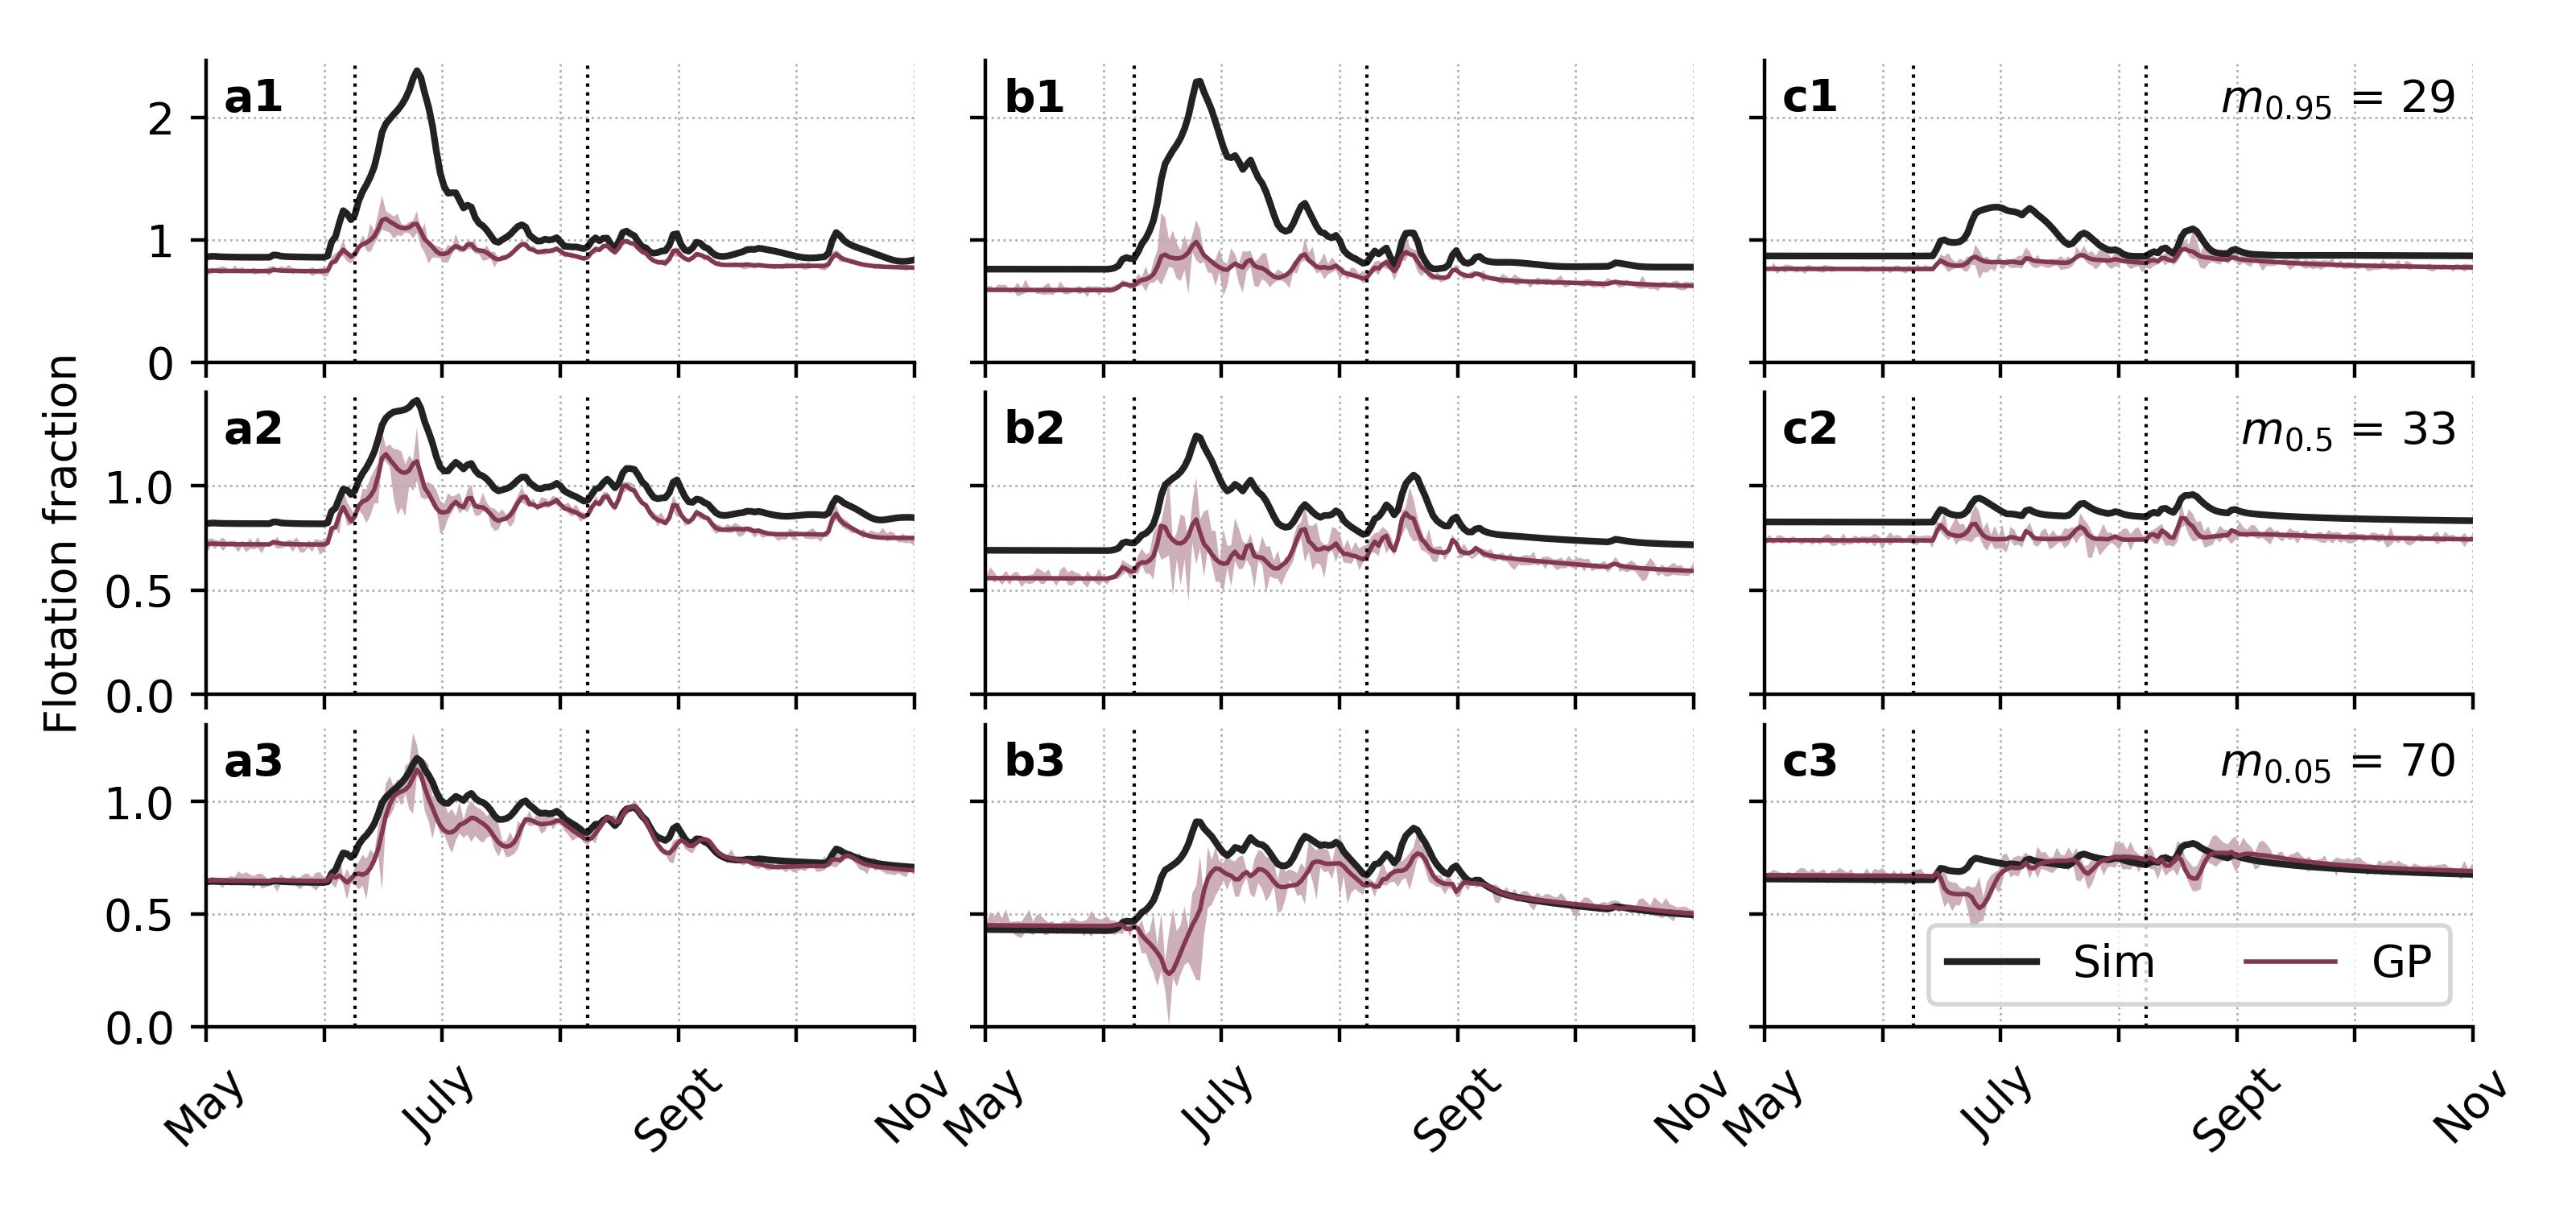 a1
b1
c1
m0.95 = 29
2
1
0
a2
b2
c2
m0.5 = 33
1.0
0.5
0.0
a3
b3
c3
m0.05 = 70
1.0
0.5
0.0
Flotation fraction
Sim
GP
May
July
Sept
Nov
May
July
Sept
Nov
May
July
Sept
Nov